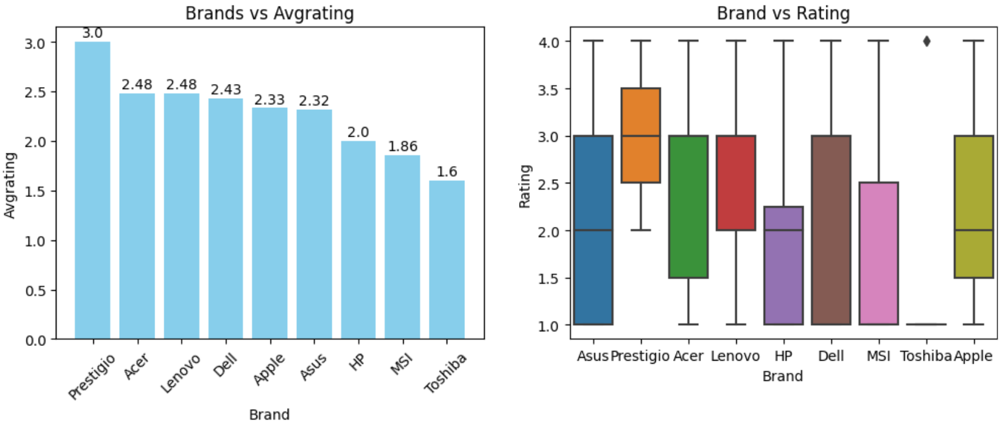 Brands vs Avgrating
3.0
2.48
2.48
2.43
2.33
2.32
2.0
1.86
1.6
3.0
2.5
2.0
1.5
1.0
0.5
0.0
Avgrating
Prestigio
Acer
Lenovo
Dell
Apple
Asus
HP
MSI
Toshiba
Brand
Brand vs Rating
4.0
3.5
3.0
2.5
2.0
1.5
1.0
Rating
Asus Prestigio Acer Lenovo HP Dell MSI Toshiba Apple
Brand